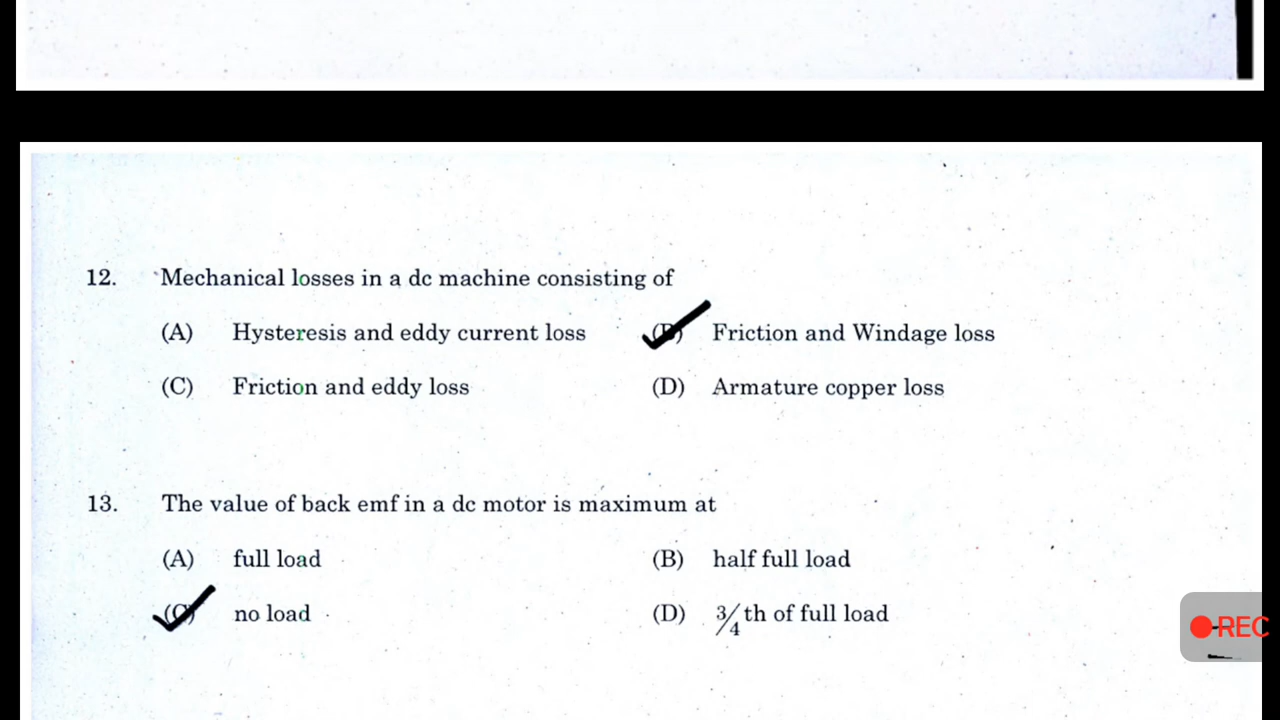 12. Mechanical losses in a dc machine consisting of
(A) Hysteresis and eddy current loss (B) Friction and Windage loss
(C) Friction and eddy loss (D) Armature copper loss
13. The value of back emf in a dc motor is maximum at
(A) full load (B) half full load
(C) no load (D) 3/4 th of full load
REC